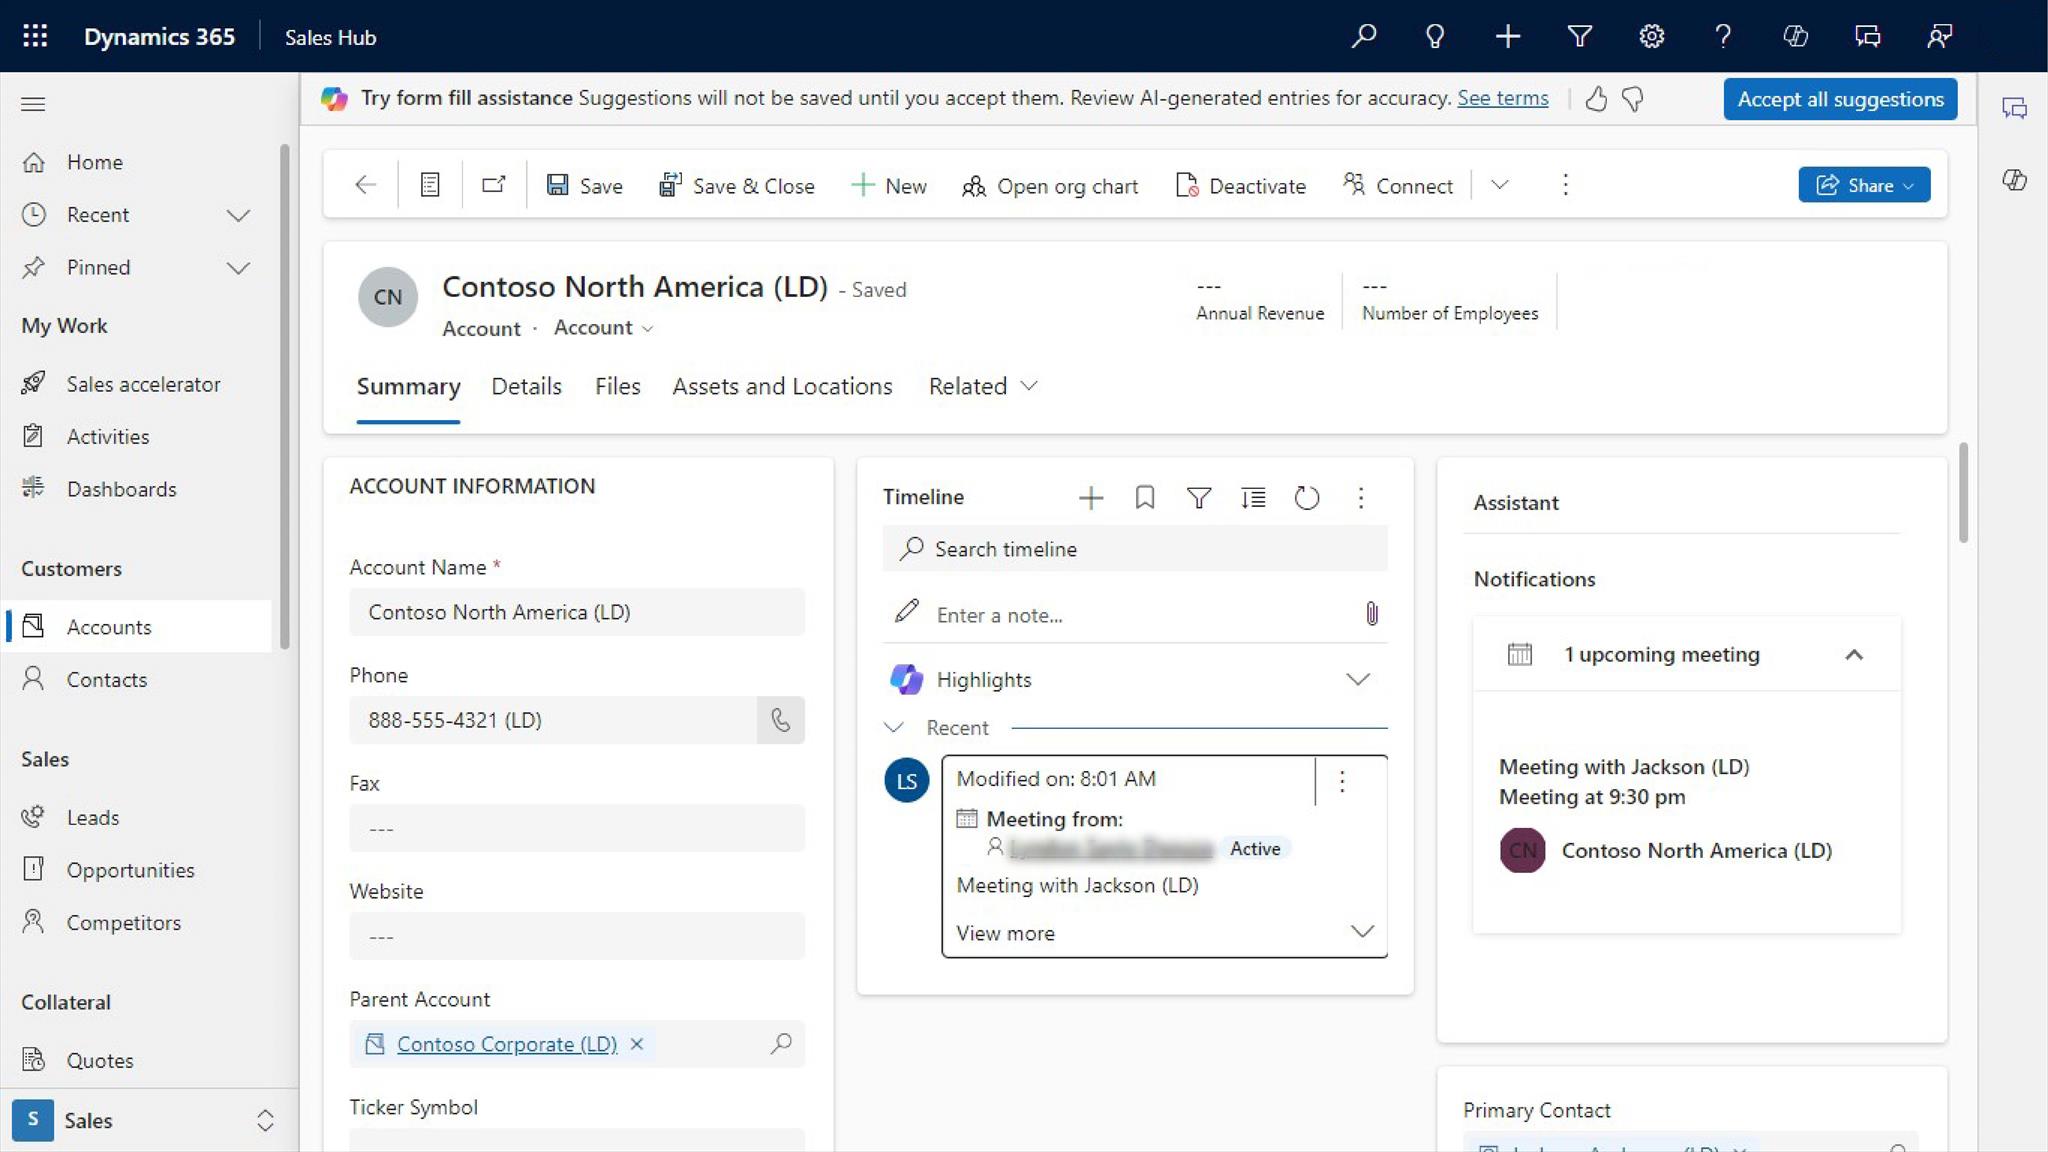 Dynamics 365
Sales Hub
Try form fill assistance Suggestions will not be saved until you accept them. Review AI-generated entries for accuracy. See terms
Accept all suggestions
Home
Recent
Pinned
My Work
Sales accelerator
Activities
Dashboards
Customers
Accounts
Contacts
Sales
Leads
Opportunities
Competitors
Collateral
Quotes
S
Sales
Save
Save & Close
New
Open org chart
Deactivate
Connect
Share
CN
Contoso North America (LD) - Saved
Account · Account
---
Annual Revenue
---
Number of Employees
Summary
Details
Files
Assets and Locations
Related
ACCOUNT INFORMATION
Account Name *
Contoso North America (LD)
Phone
888-555-4321 (LD)
Fax
---
Website
---
Parent Account
Contoso Corporate (LD)
Ticker Symbol
Timeline
Search timeline
Enter a note...
Highlights
Recent
LS
Modified on: 8:01 AM
Meeting from:
Active
Meeting with Jackson (LD)
View more
Assistant
Notifications
1 upcoming meeting
Meeting with Jackson (LD)
Meeting at 9:30 pm
CN
Contoso North America (LD)
Primary Contact